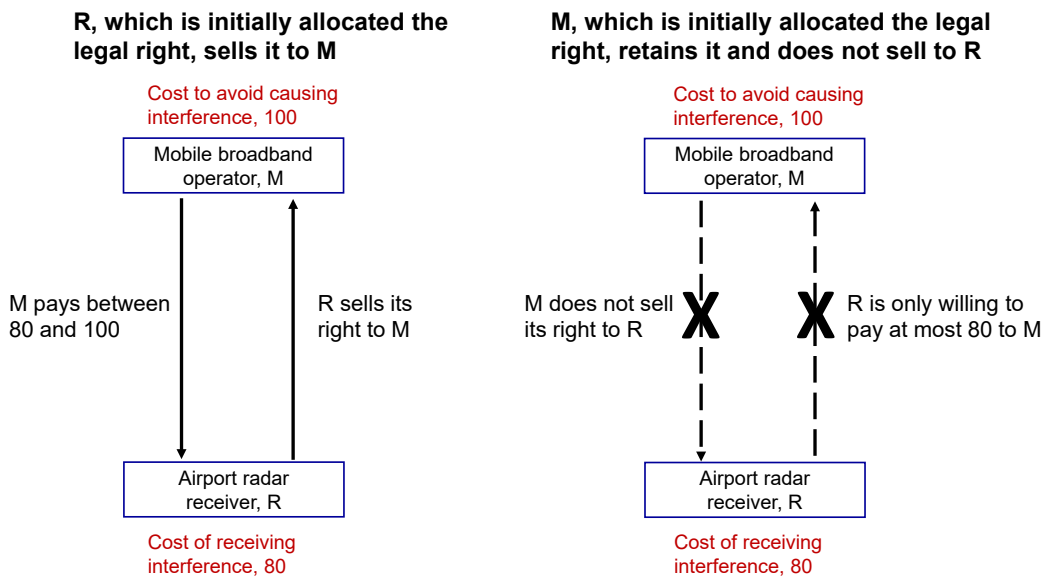 R, which is initially allocated the
legal right, sells it to M
Cost to avoid causing
interference, 100
Mobile broadband
operator, M
M pays between
80 and 100
R sells its
right to M
Airport radar
receiver, R
Cost of receiving
interference, 80
M, which is initially allocated the legal
right, retains it and does not sell to R
Cost to avoid causing
interference, 100
Mobile broadband
operator, M
M does not sell
its right to R
X
X
R is only willing to
pay at most 80 to M
Airport radar
receiver, R
Cost of receiving
interference, 80